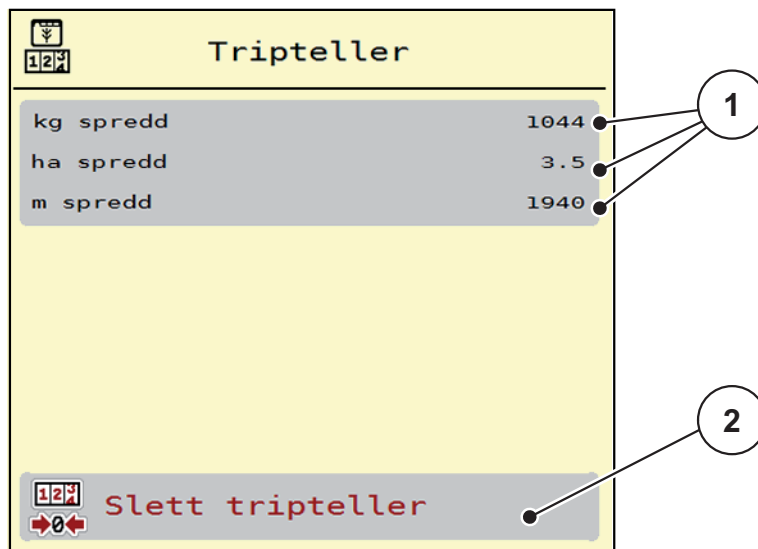 Tripteller
kg spredd 1044
ha spredd 3.5
m spredd 1940
1
2
Slett tripteller